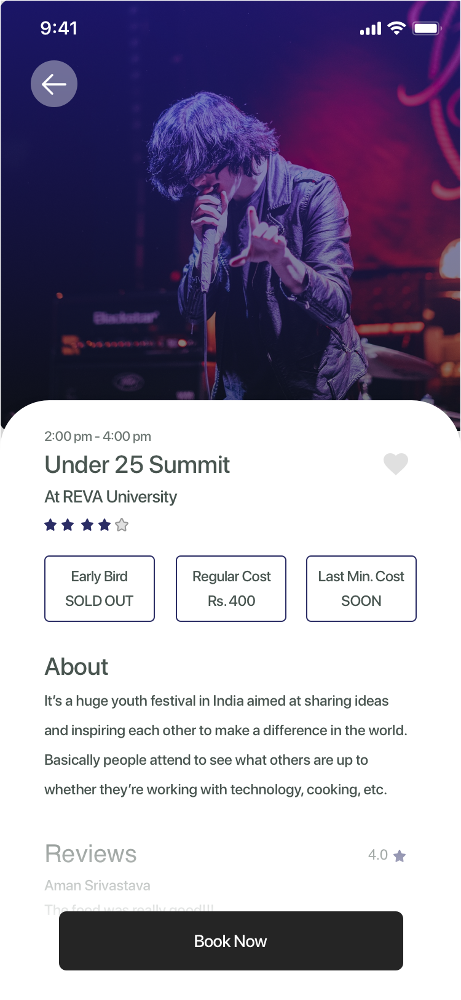 9:41
Blackstar
2:00 pm - 4:00 pm
Under 25 Summit
At REVA University
Early Bird
SOLD OUT
Regular Cost
Rs. 400
Last Min. Cost
SOON
About
It’s a huge youth festival in India aimed at sharing ideas
and inspiring each other to make a difference in the world.
Basically people attend to see what others are up to
whether they’re working with technology, cooking, etc.
Reviews
4.0
Aman Srivastava
The food was really good!!!
Book Now